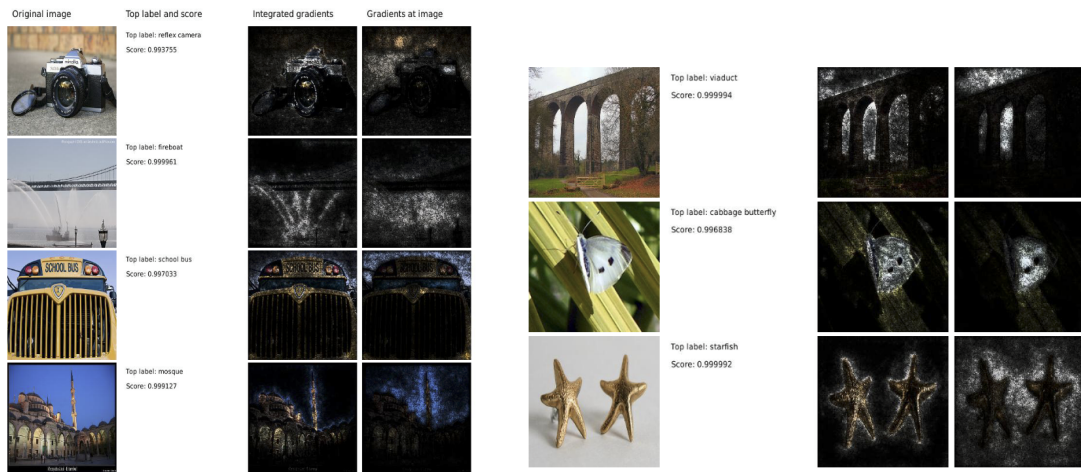 Original image
Top label and score
Integrated gradients
Gradients at image
Top label: reflex camera
Score: 0.993755
Top label: fireboat
Score: 0.999961
SCHOOL BUS
Top label: school bus
Score: 0.997033
Top label: mosque
Score: 0.999127
Top label: viaduct
Score: 0.999994
Top label: cabbage butterfly
Score: 0.996838
Top label: starfish
Score: 0.999992